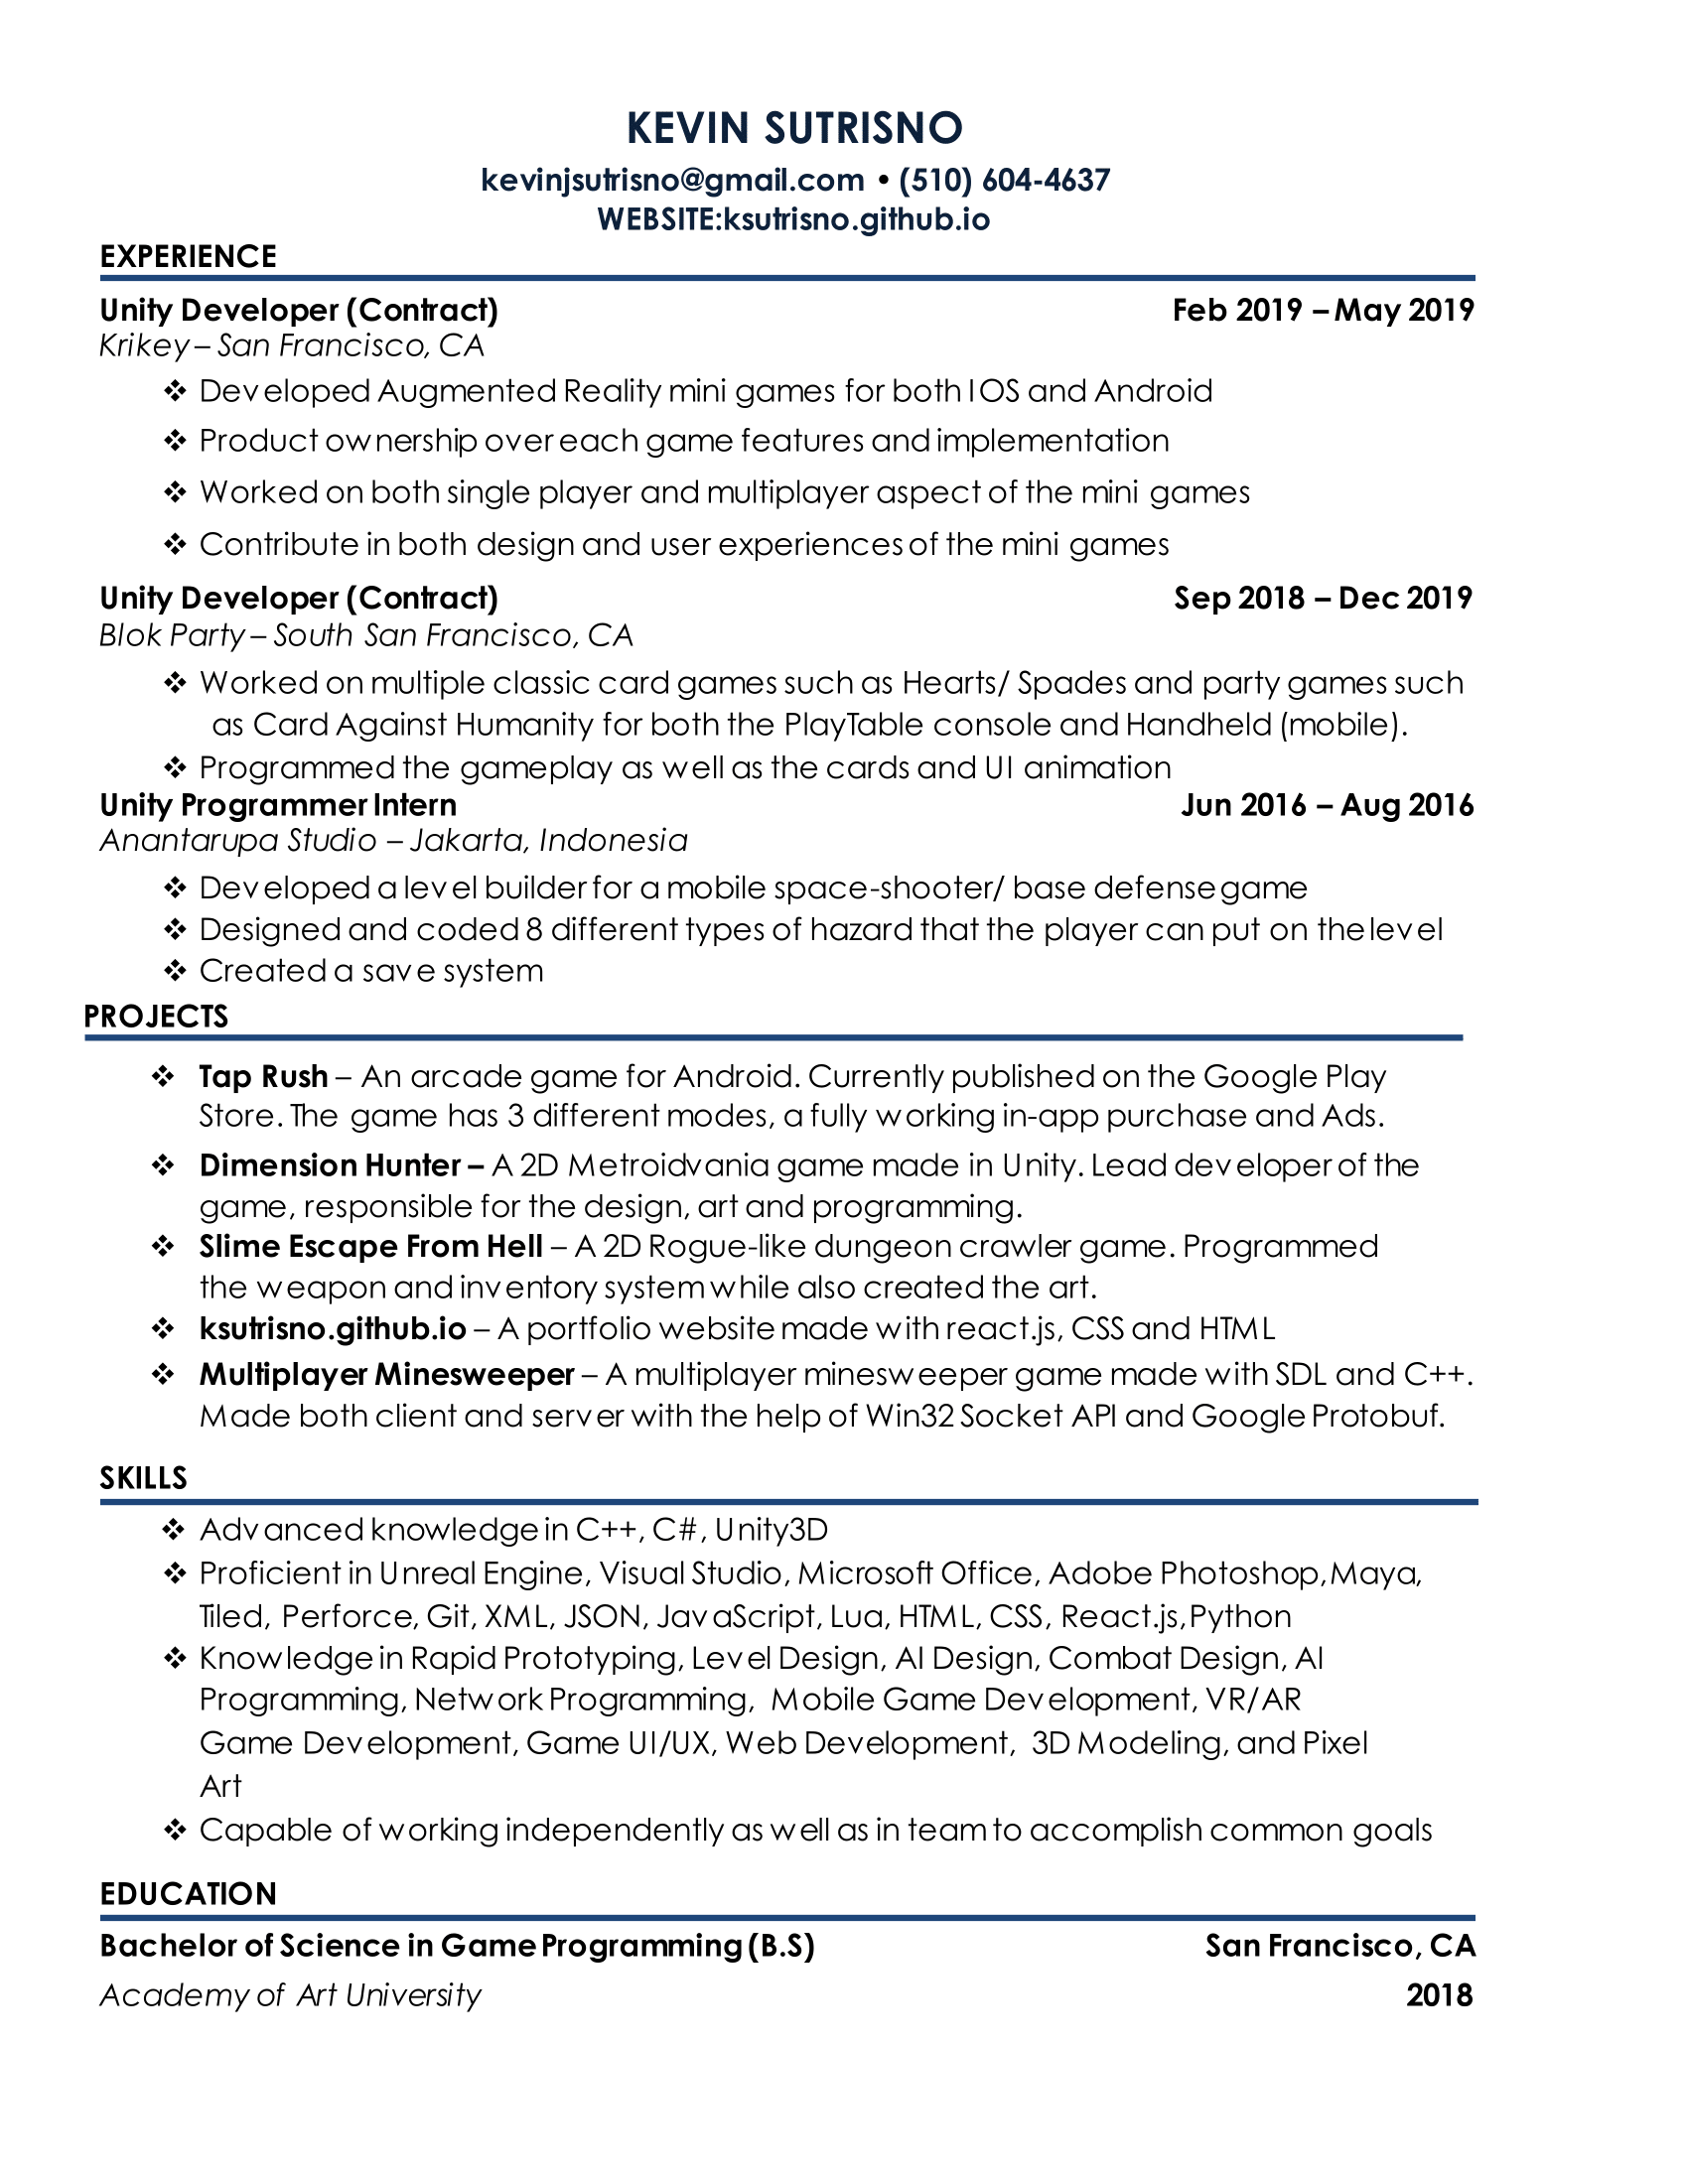 KEVIN SUTRISNO
kevinjsutrisno@gmail.com • (510) 604-4637
WEBSITE:ksutrisno.github.io
EXPERIENCE
Unity Developer (Contract) Feb 2019 – May 2019
Krikey – San Francisco, CA
❖ Developed Augmented Reality mini games for both IOS and Android
❖ Product ownership over each game features and implementation
❖ Worked on both single player and multiplayer aspect of the mini games
❖ Contribute in both design and user experiences of the mini games
Unity Developer (Contract) Sep 2018 – Dec 2019
Blok Party – South San Francisco, CA
❖ Worked on multiple classic card games such as Hearts/ Spades and party games such
as Card Against Humanity for both the PlayTable console and Handheld (mobile).
❖ Programmed the gameplay as well as the cards and UI animation
Unity Programmer Intern Jun 2016 – Aug 2016
Anantarupa Studio – Jakarta, Indonesia
❖ Developed a level builder for a mobile space-shooter/ base defense game
❖ Designed and coded 8 different types of hazard that the player can put on the level
❖ Created a save system
PROJECTS
❖ Tap Rush – An arcade game for Android. Currently published on the Google Play
Store. The game has 3 different modes, a fully working in-app purchase and Ads.
❖ Dimension Hunter – A 2D Metroidvania game made in Unity. Lead developer of the
game, responsible for the design, art and programming.
❖ Slime Escape From Hell – A 2D Rogue-like dungeon crawler game. Programmed
the weapon and inventory system while also created the art.
❖ ksutrisno.github.io – A portfolio website made with react.js, CSS and HTML
❖ Multiplayer Minesweeper – A multiplayer minesweeper game made with SDL and C++.
Made both client and server with the help of Win32 Socket API and Google Protobuf.
SKILLS
❖ Advanced knowledge in C++, C#, Unity3D
❖ Proficient in Unreal Engine, Visual Studio, Microsoft Office, Adobe Photoshop,Maya,
Tiled, Perforce, Git, XML, JSON, JavaScript, Lua, HTML, CSS, React.js,Python
❖ Knowledge in Rapid Prototyping, Level Design, AI Design, Combat Design, AI
Programming, Network Programming, Mobile Game Development, VR/AR
Game Development, Game UI/UX, Web Development, 3D Modeling, and Pixel
Art
❖ Capable of working independently as well as in team to accomplish common goals
EDUCATION
Bachelor of Science in Game Programming (B.S) San Francisco, CA
Academy of Art University 2018